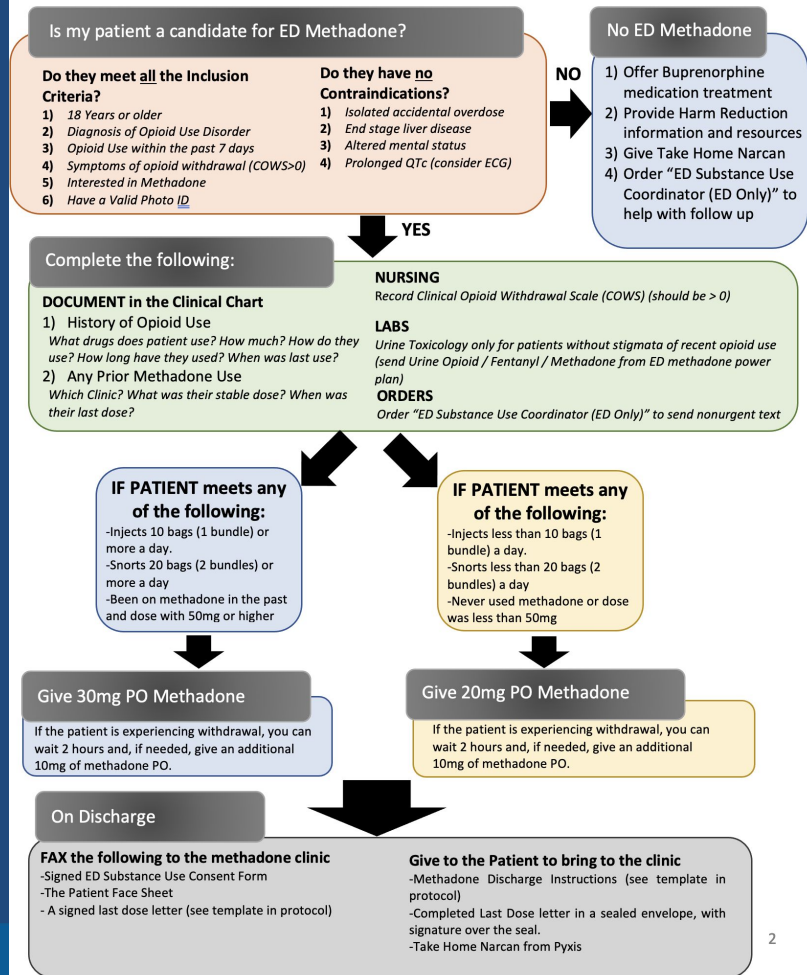 Is my patient a candidate for ED Methadone?
Do they meet all the Inclusion
Criteria?
1) 18 Years or older
2) Diagnosis of Opioid Use Disorder
3) Opioid Use within the past 7 days
4) Symptoms of opioid withdrawal (COWS>0)
5) Interested in Methadone
6) Have a Valid Photo ID
Do they have no
Contraindications?
1) Isolated accidental overdose
2) End stage liver disease
3) Altered mental status
4) Prolonged QTc (consider ECG)
NO
No ED Methadone
1) Offer Buprenorphine
medication treatment
2) Provide Harm Reduction
information and resources
3) Give Take Home Narcan
4) Order “ED Substance Use
Coordinator (ED Only)” to
help with follow up
YES
Complete the following:
DOCUMENT in the Clinical Chart
1) History of Opioid Use
What drugs does patient use? How much? How do they
use? How long have they used? When was last use?
2) Any Prior Methadone Use
Which Clinic? What was their stable dose? When was
their last dose?
NURSING
Record Clinical Opioid Withdrawal Scale (COWS) (should be > 0)
LABS
Urine Toxicology only for patients without stigmata of recent opioid use
(send Urine Opioid / Fentanyl / Methadone from ED methadone power
plan)
ORDERS
Order “ED Substance Use Coordinator (ED Only)” to send nonurgent text
IF PATIENT meets any
of the following:
-Injects 10 bags (1 bundle) or
more a day.
-Snorts 20 bags (2 bundles) or
more a day
-Been on methadone in the past
and dose with 50mg or higher
IF PATIENT meets any
of the following:
-Injects less than 10 bags (1
bundle) a day.
-Snorts less than 20 bags (2
bundles) a day
-Never used methadone or dose
was less than 50mg
Give 30mg PO Methadone
If the patient is experiencing withdrawal, you can
wait 2 hours and, if needed, give an additional
10mg of methadone PO.
Give 20mg PO Methadone
If the patient is experiencing withdrawal, you can
wait 2 hours and, if needed, give an additional
10mg of methadone PO.
On Discharge
FAX the following to the methadone clinic
-Signed ED Substance Use Consent Form
-The Patient Face Sheet
- A signed last dose letter (see template in protocol)
Give to the Patient to bring to the clinic
-Methadone Discharge Instructions (see template in
protocol)
-Completed Last Dose letter in a sealed envelope, with
signature over the seal.
-Take Home Narcan from Pyxis
2